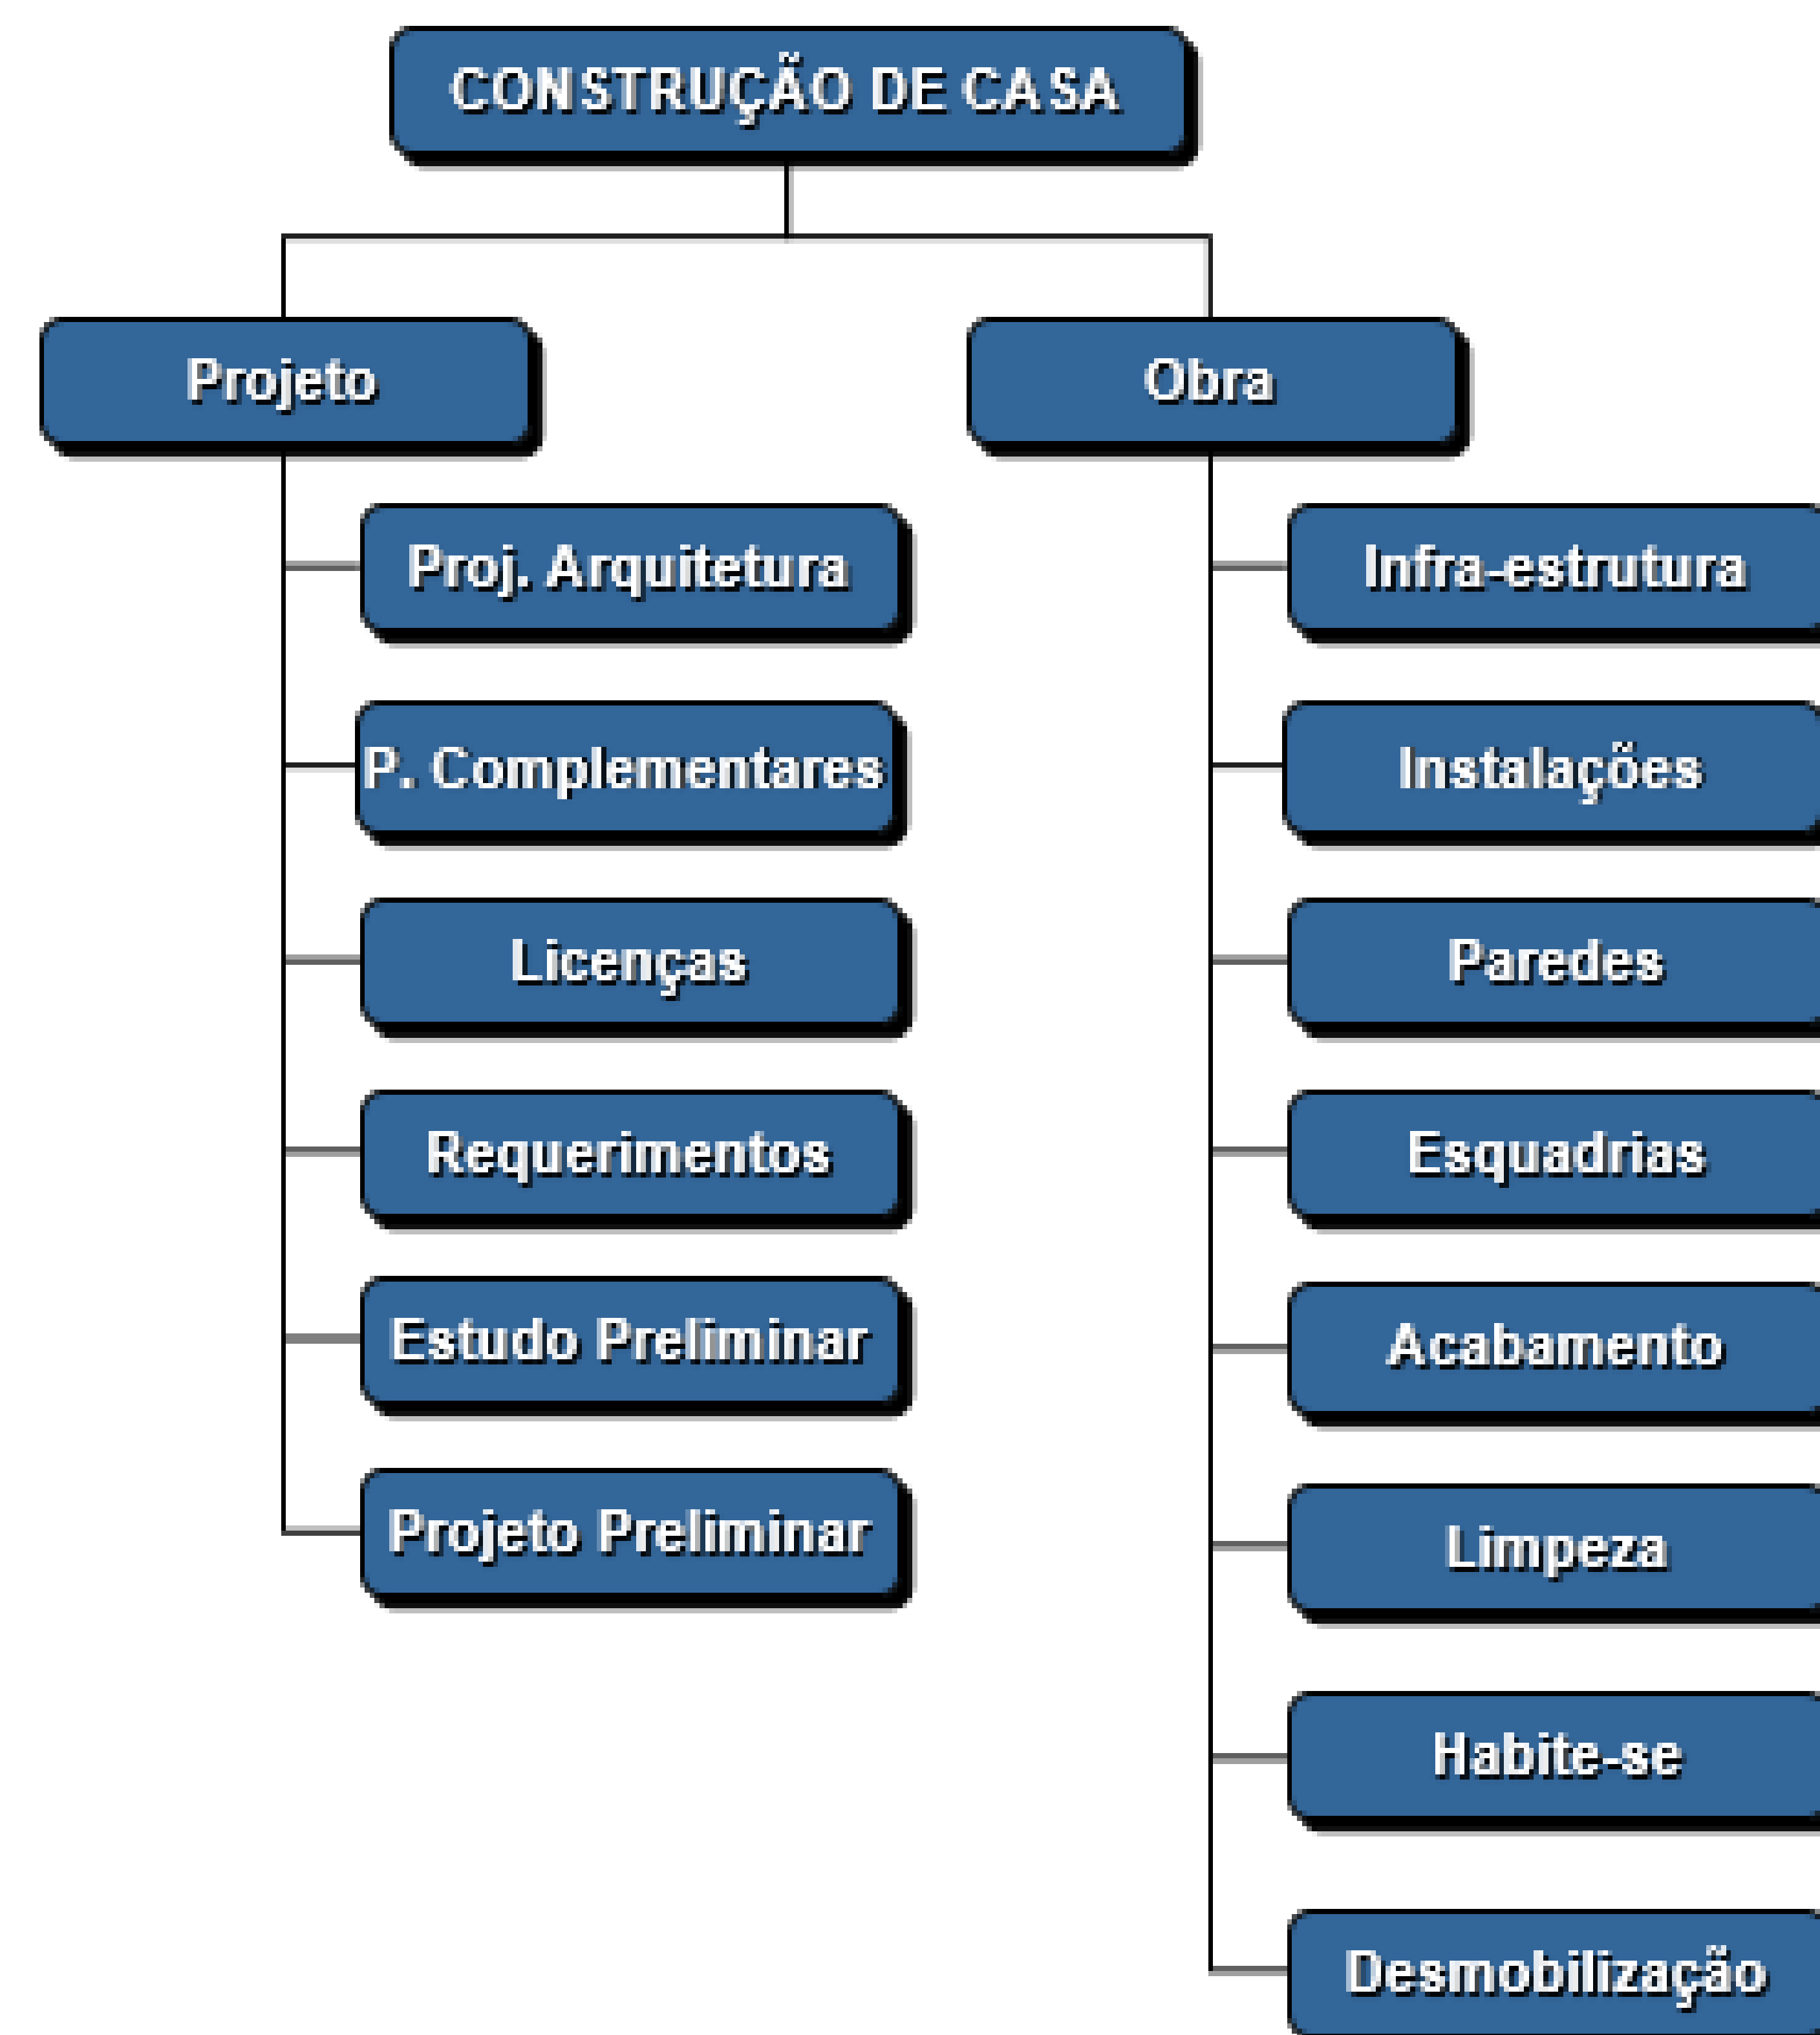 CONSTRUÇÃO DE CASA
Projeto
Obra
Proj. Arquitetura
P. Complementares
Licenças
Requerimentos
Estudo Preliminar
Projeto Preliminar
Infra-estrutura
Instalações
Paredes
Esquadrias
Acabamento
Limpeza
Habite-se
Desmobilização